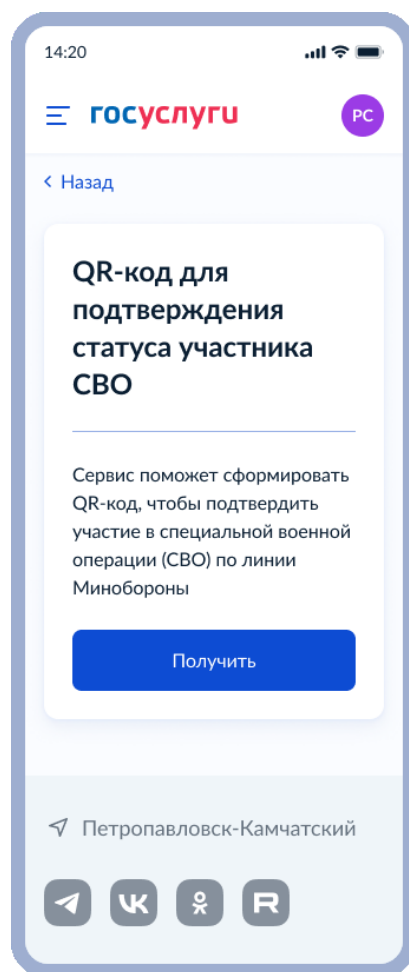 14:20
госуслуги
РС
Назад
QR-код для
подтверждения
статуса участника
СВО
Сервис поможет сформировать
QR-код, чтобы подтвердить
участие в специальной военной
операции (СВО) по линии
Минобороны
Получить
Петропавловск-Камчатский